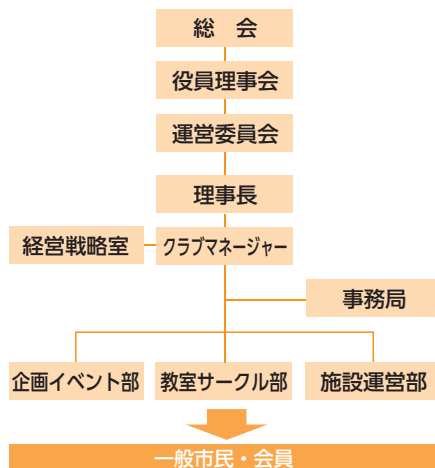 総　会
役員理事会
運営委員会
理事長
経営戦略室
クラブマネージャー
事務局
企画イベント部
教室サークル部
施設運営部
一般市民・会員